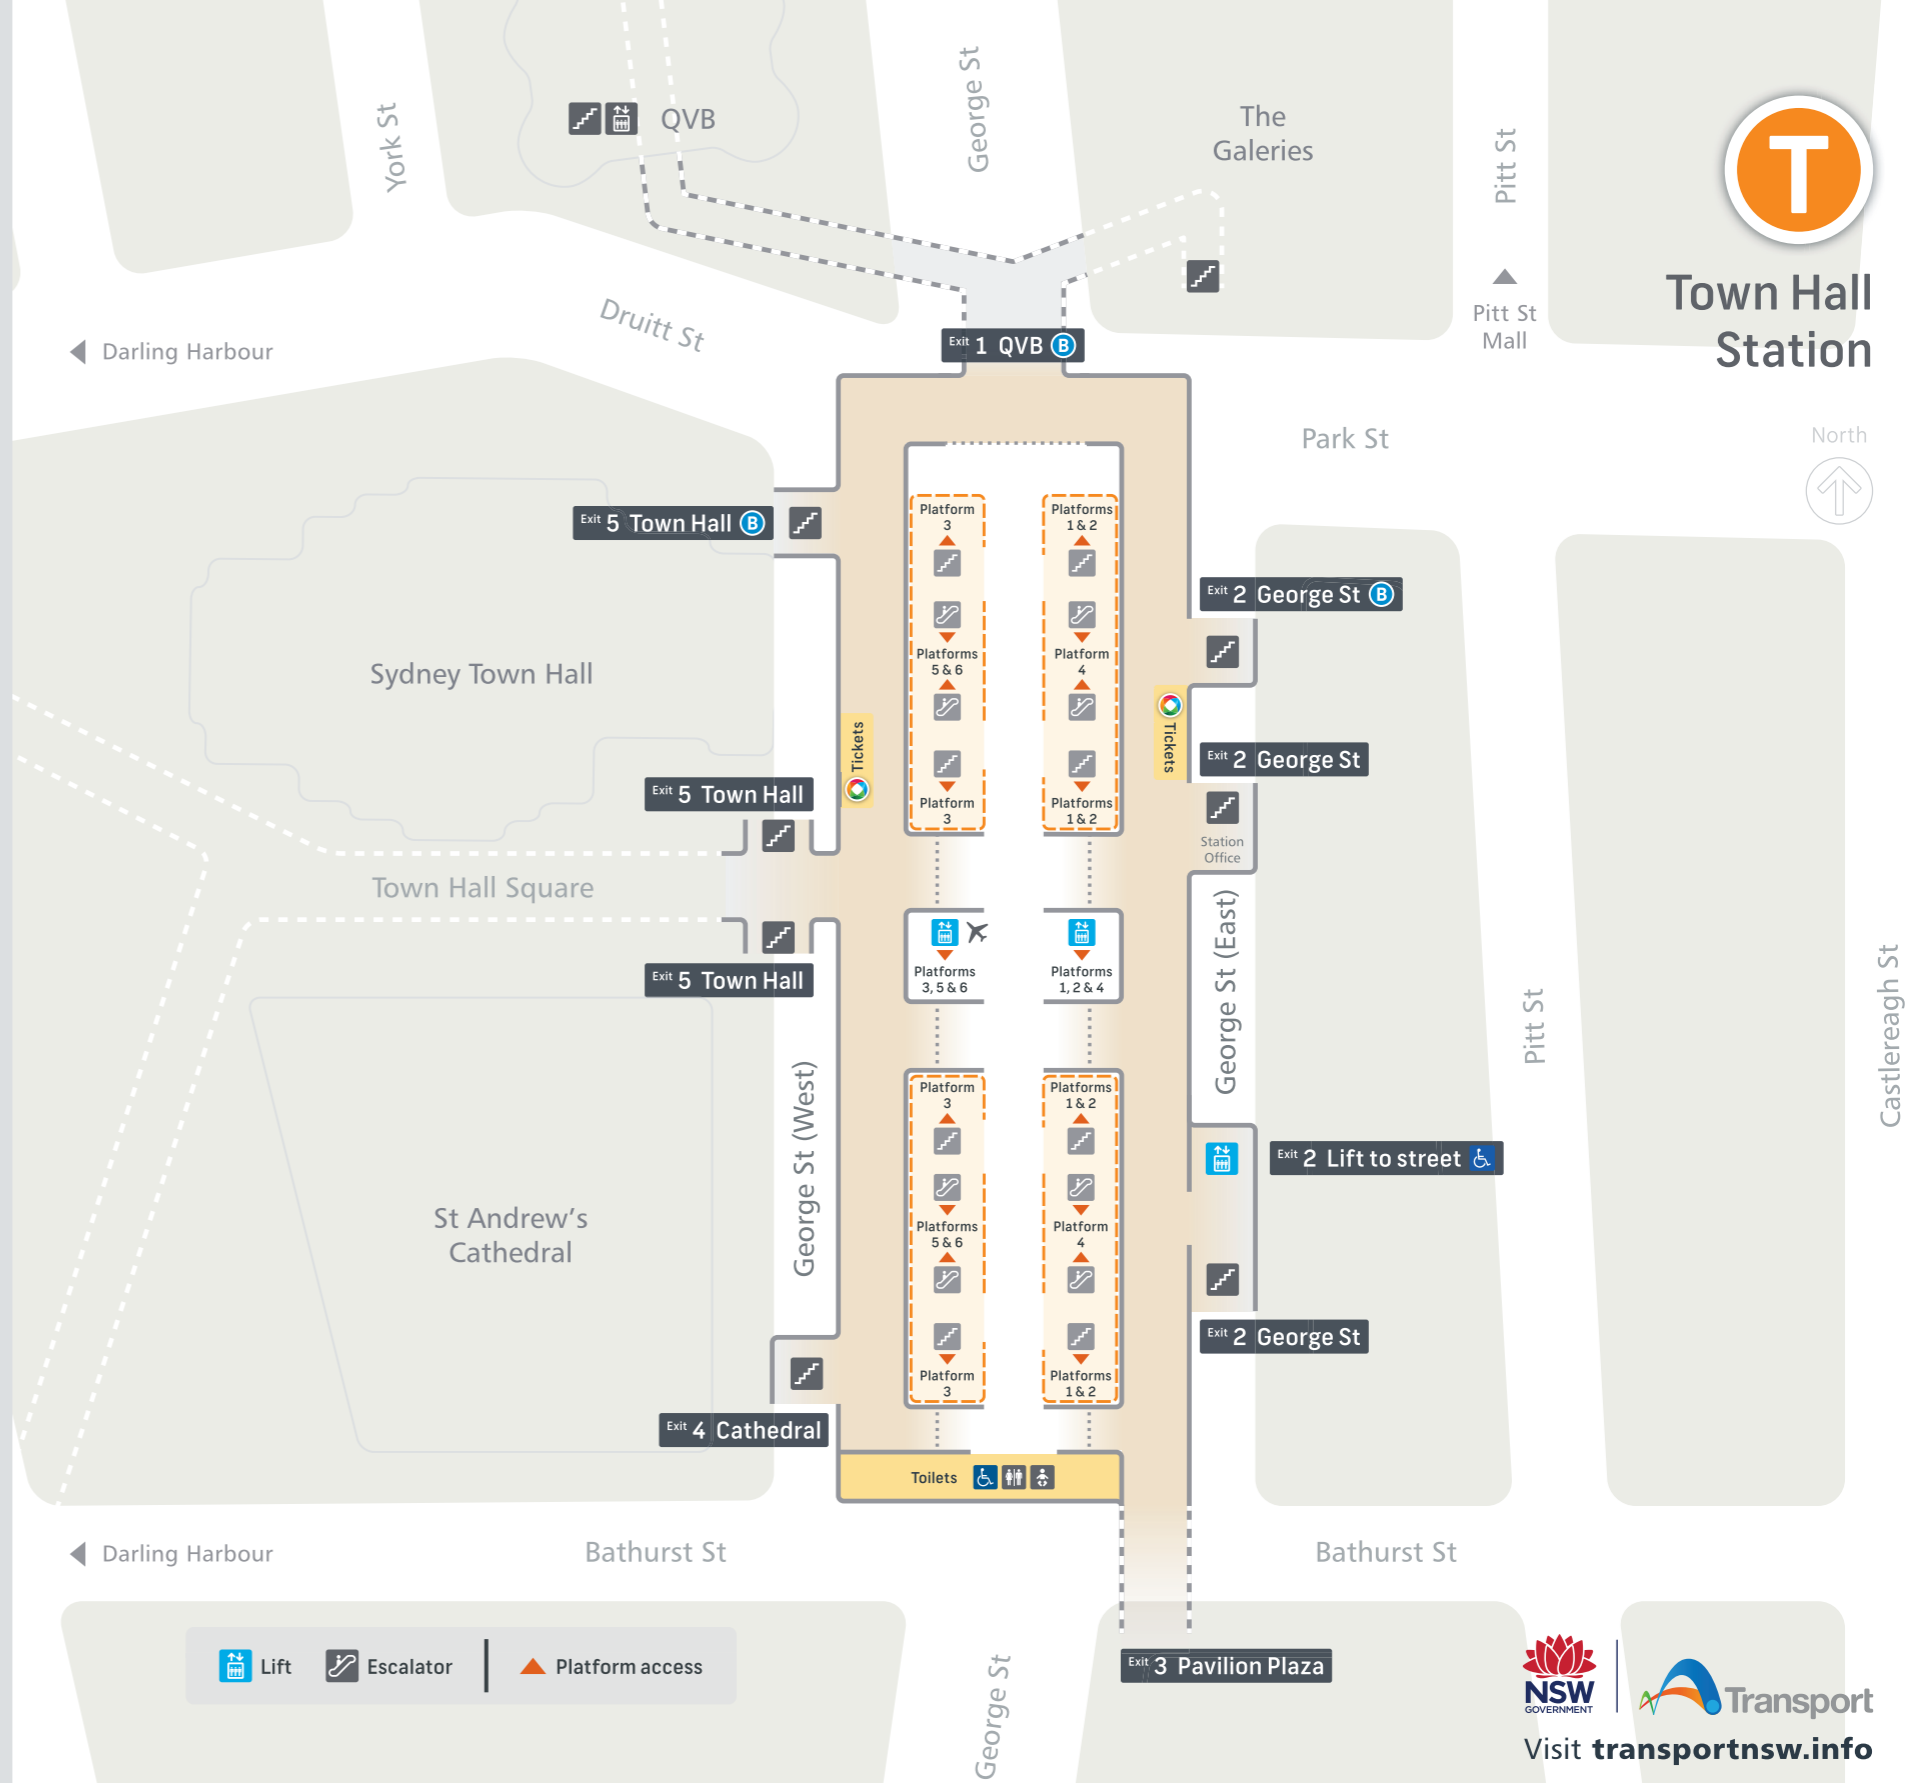 York St
QVB
George St
The
Galeries
Pitt St
T
Town Hall
Station
Pitt St
Mall
Druitt St
Darling Harbour
Exit 1 QVB B
Park St
North
Exit 5 Town Hall B
Platform
3
Platforms
1 & 2
Exit 2 George St B
Platforms
5 & 6
Platform
4
Sydney Town Hall
Tickets
Tickets
Exit 2 George St
Exit 5 Town Hall
Platform
3
Platforms
1 & 2
Station
Office
Town Hall Square
Exit 5 Town Hall
Platforms
3, 5 & 6
Platforms
1, 2 & 4
George St (East)
Pitt St
Castlereagh St
George St (West)
Platform
3
Platforms
1 & 2
Exit 2 Lift to street
St Andrew's
Cathedral
Platforms
5 & 6
Platform
4
Exit 2 George St
Platform
3
Platforms
1 & 2
Exit 4 Cathedral
Toilets
Darling Harbour
Bathurst St
Bathurst St
Lift
Escalator
Platform access
George St
Exit 3 Pavilion Plaza
NSW
GOVERNMENT
Transport
Visit transportnsw.info